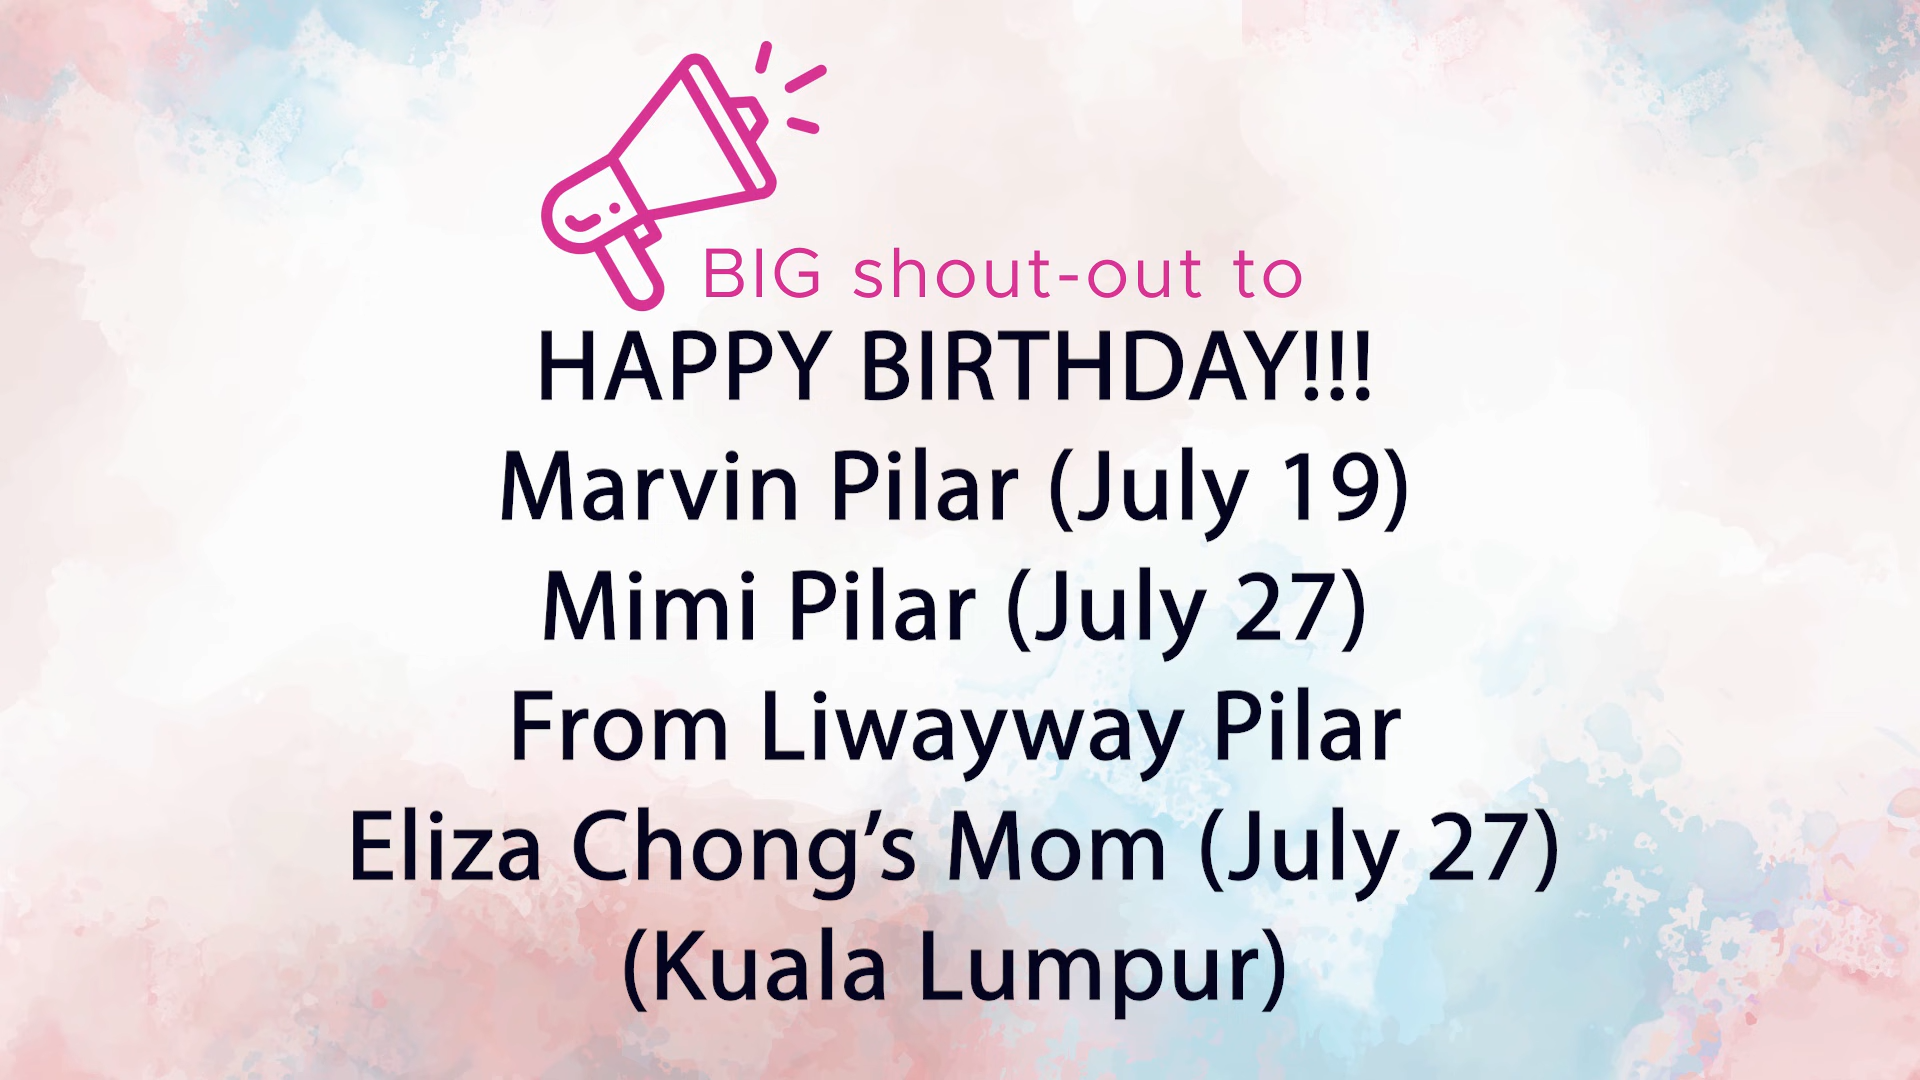 BIG shout-out to
HAPPY BIRTHDAY!!!
Marvin Pilar (July 19)
Mimi Pilar (July 27)
From Liwayway Pilar
Eliza Chong’s Mom (July 27)
(Kuala Lumpur)